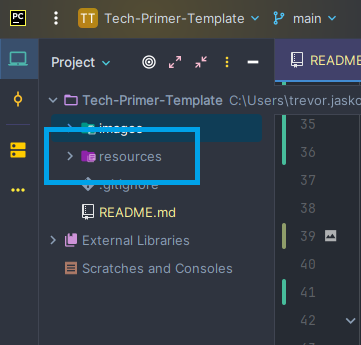 PC
TT Tech-Primer-Template main
Project
README
Tech-Primer-Template C:\Users\trevor.jasko
images
resources
.gitignore
README.md
External Libraries
Scratches and Consoles
35
36
37
38
39
40
41
42